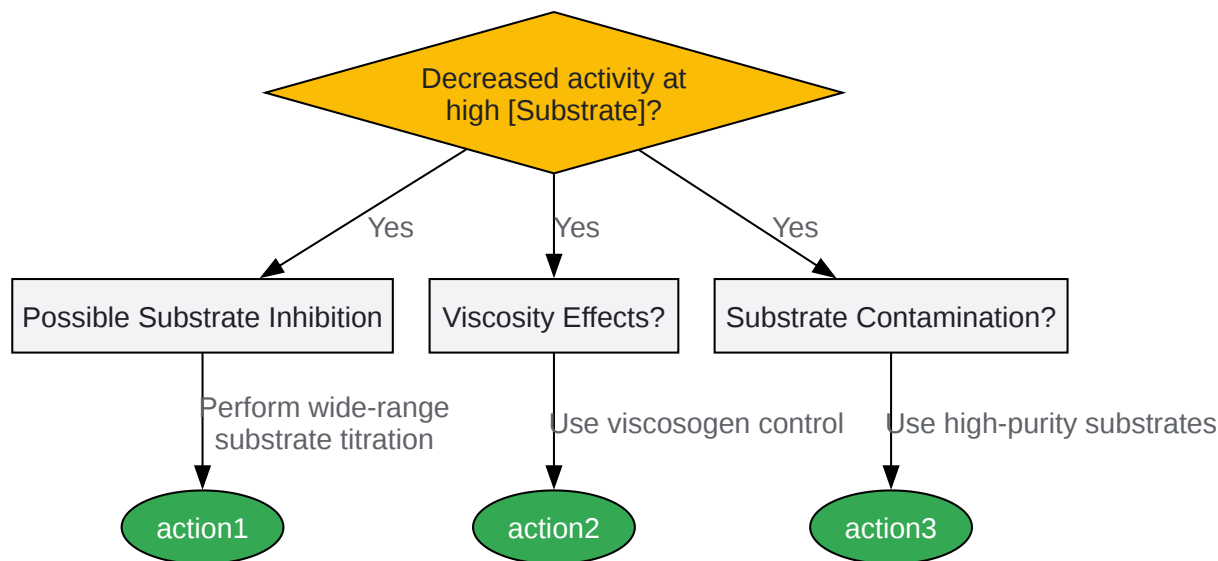 Decreased activity at
high [Substrate]?
Yes
Yes
Yes
Possible Substrate Inhibition
Viscosity Effects?
Substrate Contamination?
Perform wide-range
substrate titration
Use viscosogen control
Use high-purity substrates
action1
action2
action3